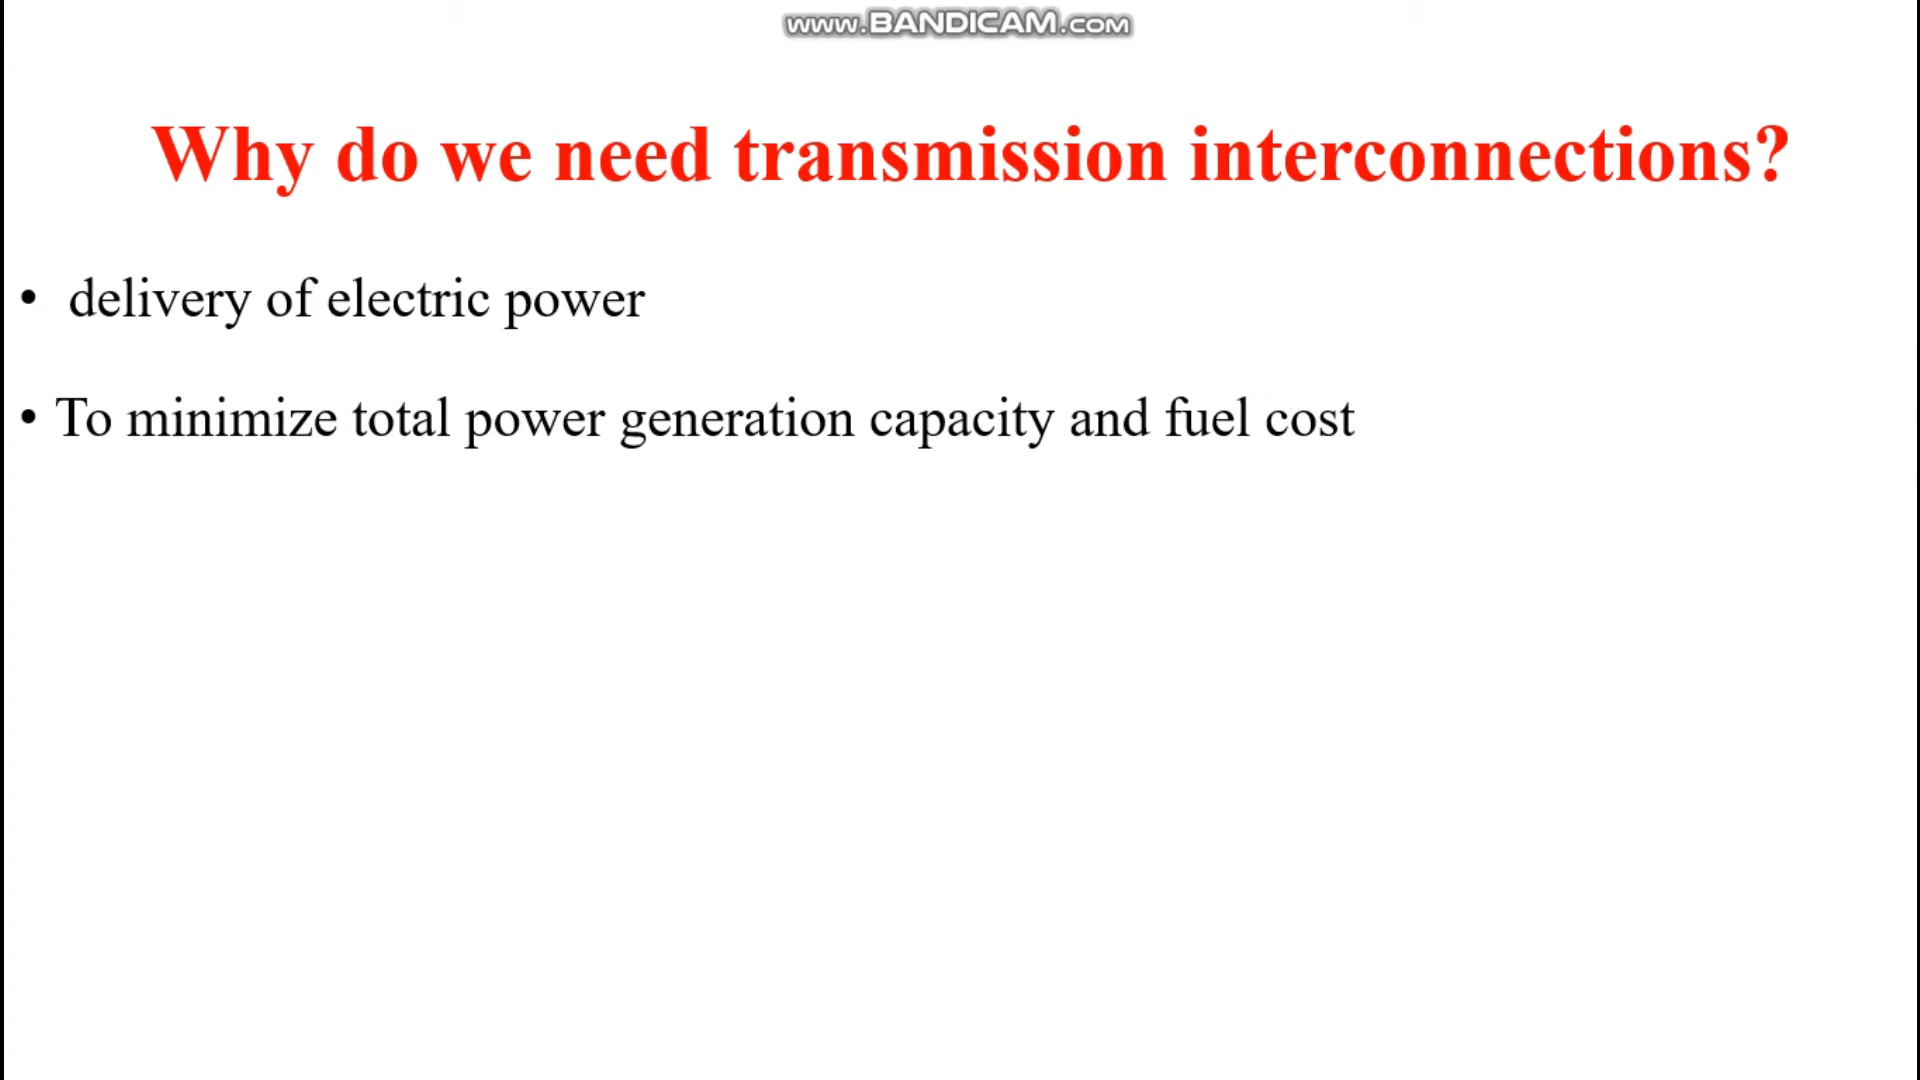 www.BANDICAM.com
Why do we need transmission interconnections?
• delivery of electric power
• To minimize total power generation capacity and fuel cost